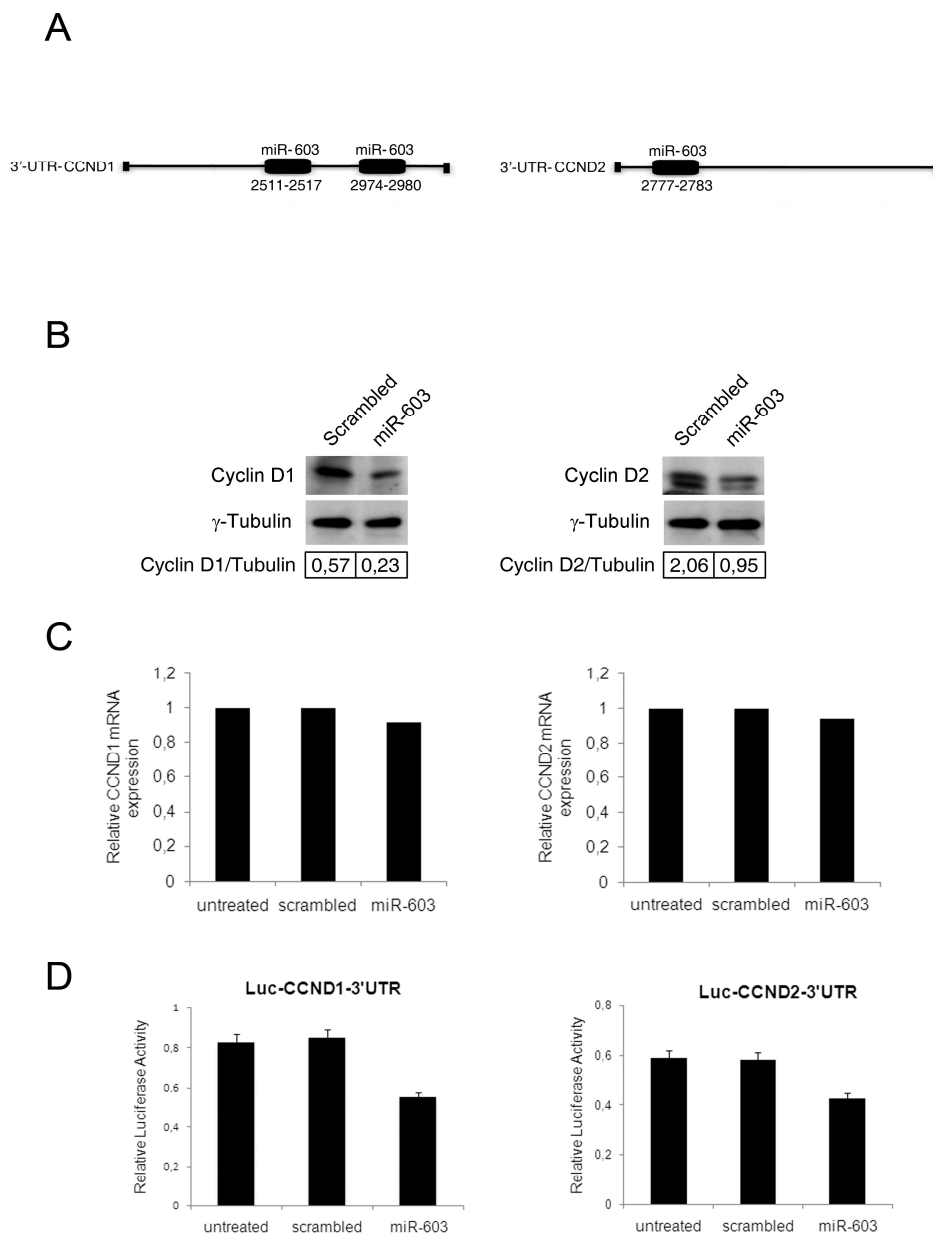 A
miR-603 miR-603
3'-UTR-CCND1
2511-2517 2974-2980
miR-603
3'-UTR-CCND2
2777-2783
B
Scrambled
miR-603
Cyclin D1
γ-Tubulin
Cyclin D1/Tubulin 0,57 0,23
Scrambled
miR-603
Cyclin D2
γ-Tubulin
Cyclin D2/Tubulin 2,06 0,95
C
Relative CCND1 mRNA
expression
1,2
1
0,8
0,6
0,4
0,2
0
untreated scrambled miR-603
Relative CCND2 mRNA
expression
1,2
1
0,8
0,6
0,4
0,2
0
untreated scrambled miR-603
D
Luc-CCND1-3'UTR
Relative Luciferase Activity
1
0,8
0,6
0,4
0,2
0
untreated scrambled miR-603
Luc-CCND2-3'UTR
Relative Luciferase Activity
0,8
0,6
0,4
0,2
0
untreated scrambled miR-603